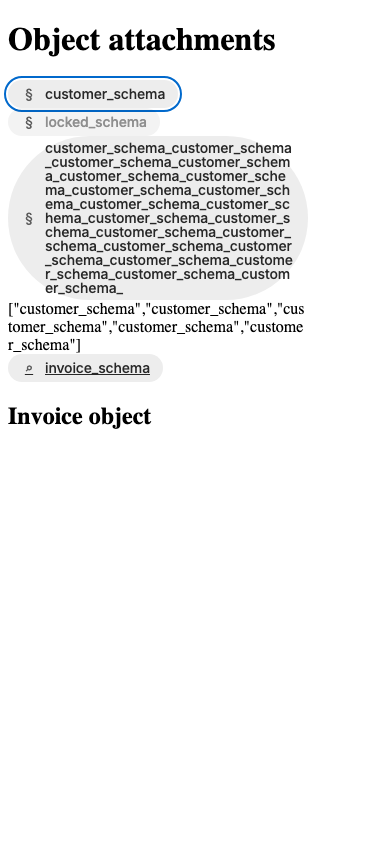 Object attachments
§ customer_schema
§ locked_schema
customer_schema_customer_schema
_customer_schema_customer_schem
a_customer_schema_customer_sche
ma_customer_schema_customer_sch
ema_customer_schema_customer_sc
§ hema_customer_schema_customer_s
chema_customer_schema_customer_
schema_customer_schema_customer
_schema_customer_schema_custome
r_schema_customer_schema_custom
er_schema_
["customer_schema","customer_schema","cus
tomer_schema","customer_schema","custome
r_schema"]
⌕ invoice_schema
Invoice object